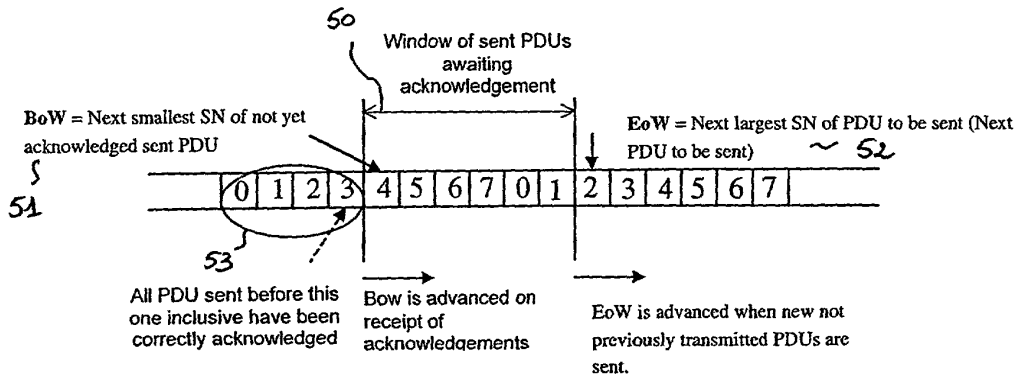 50
Window of sent PDUs
awaiting
acknowledgement
BoW = Next smallest SN of not yet
acknowledged sent PDU
51
EoW = Next largest SN of PDU to be sent (Next
PDU to be sent) ~ 52
0 1 2 3 4 5 6 7 0 1 2 3 4 5 6 7
53
All PDU sent before this
one inclusive have been
correctly acknowledged
Bow is advanced on
receipt of
acknowledgements
EoW is advanced when new not
previously transmitted PDUs are
sent.